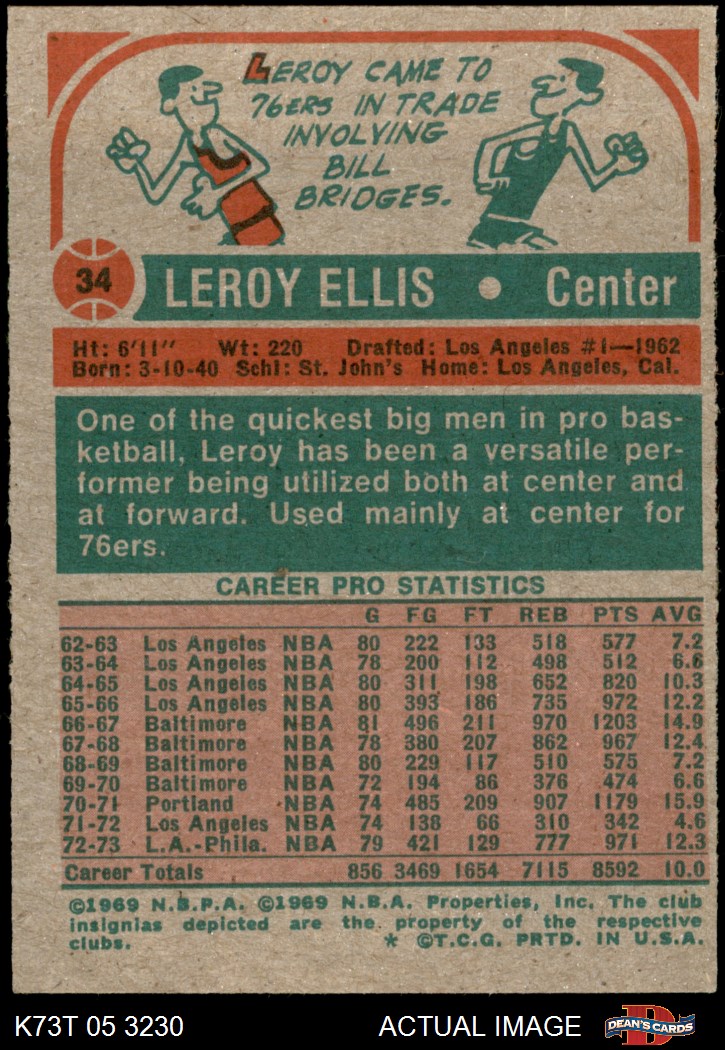 LEROY CAME TO
76ERS IN TRADE
INVOLVING
BILL
BRIDGES.
34 LEROY ELLIS • Center
Ht: 6'11" Wt: 220 Drafted: Los Angeles #1—1962
Born: 3-10-40 Schl: St. John's Home: Los Angeles, Cal.
One of the quickest big men in pro bas-
ketball, Leroy has been a versatile per-
former being utilized both at center and
at forward. Used mainly at center for
76ers.
CAREER PRO STATISTICS
G FG FT REB PTS AVG
62-63 Los Angeles NBA 80 222 133 518 577 7.2
63-64 Los Angeles NBA 78 200 112 498 512 6.6
64-65 Los Angeles NBA 80 311 198 652 820 10.3
65-66 Los Angeles NBA 80 393 186 735 972 12.2
66-67 Baltimore NBA 81 496 211 970 1203 14.9
67-68 Baltimore NBA 78 380 207 862 967 12.4
68-69 Baltimore NBA 80 229 117 510 575 7.2
69-70 Baltimore NBA 72 194 86 376 474 6.6
70-71 Portland NBA 74 485 209 907 1179 15.9
71-72 Los Angeles NBA 74 138 66 310 342 4.6
72-73 L.A.-Phila. NBA 79 421 129 777 971 12.3
Career Totals 856 3469 1654 7115 8592 10.0
©1969 N.B.P.A. ©1969 N.B.A. Properties, Inc. The club
insignias depicted are the property of the respective
clubs. * ©T.C.G. PRTD. IN U.S.A.
K73T 05 3230 ACTUAL IMAGE D DEAN'S CARDS